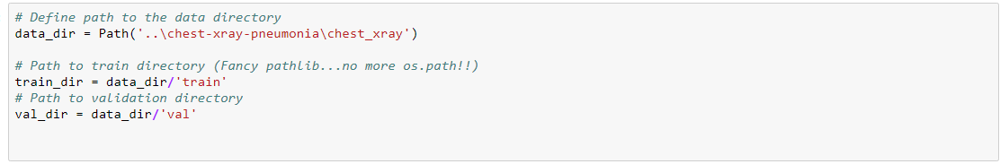 # Define path to the data directory
data_dir = Path('..\chest-xray-pneumonia\chest_xray')
# Path to train directory (Fancy pathlib...no more os.path!!)
train_dir = data_dir/'train'
# Path to validation directory
val_dir = data_dir/'val'